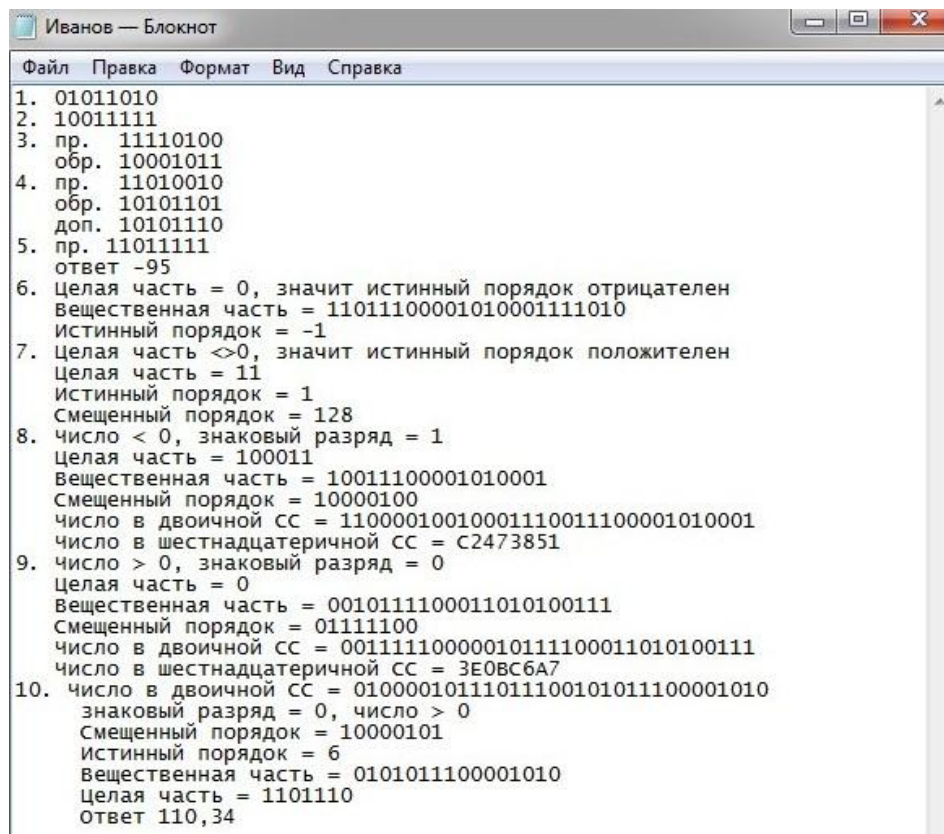 Иванов — Блокнот
Файл Правка Формат Вид Справка
1. 01011010
2. 10011111
3. пр. 11110100
обр. 10001011
4. пр. 11010010
обр. 10101101
доп. 10101110
5. пр. 11011111
ответ -95
6. Целая часть = 0, значит истинный порядок отрицателен
Вещественная часть = 110111000010100011110​10
Истинный порядок = -1
7. Целая часть <>0, значит истинный порядок положителен
Целая часть = 11
Истинный порядок = 1
Смещенный порядок = 128
8. Число < 0, знаковый разряд = 1
Целая часть = 100011
Вещественная часть = 10011100001010001
Смещенный порядок = 10000100
Число в двоичной СС = 11000010010001110011100001010001
Число в шестнадцатеричной СС = C2473851
9. Число > 0, знаковый разряд = 0
Целая часть = 0
Вещественная часть = 0010111100011010100111
Смещенный порядок = 01111100
Число в двоичной СС = 00111110000010111100011010100111
Число в шестнадцатеричной СС = 3E0BC6A7
10. Число в двоичной СС = 01000010111011100101011100001010
знаковый разряд = 0, число > 0
Смещенный порядок = 10000101
Истинный порядок = 6
Вещественная часть = 0101011100001010
Целая часть = 1101110
Ответ 110,34